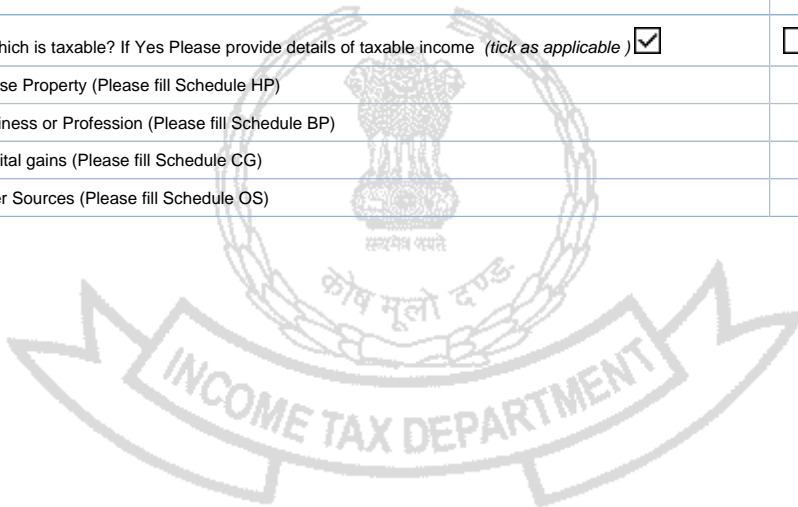 hich is taxable? If Yes Please provide details of taxable income (tick as applicable )
se Property (Please fill Schedule HP)
iness or Profession (Please fill Schedule BP)
ital gains (Please fill Schedule CG)
er Sources (Please fill Schedule OS)
सत्यमेव जयते
कोष मूलो दण्ड
INCOME TAX DEPARTMENT